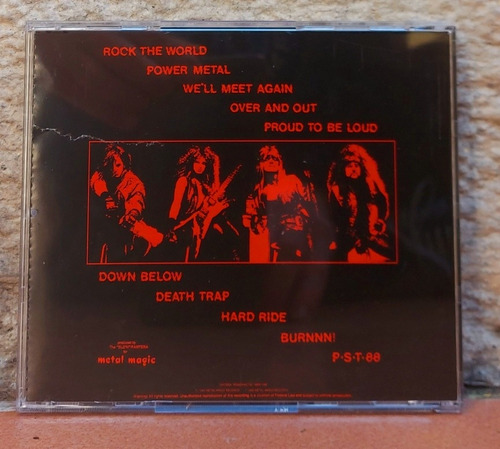 ROCK THE WORLD
POWER METAL
WE'LL MEET AGAIN
OVER AND OUT
PROUD TO BE LOUD
DOWN BELOW
DEATH TRAP
HARD RIDE
BURNNN!
P·S·T·88
metal magic